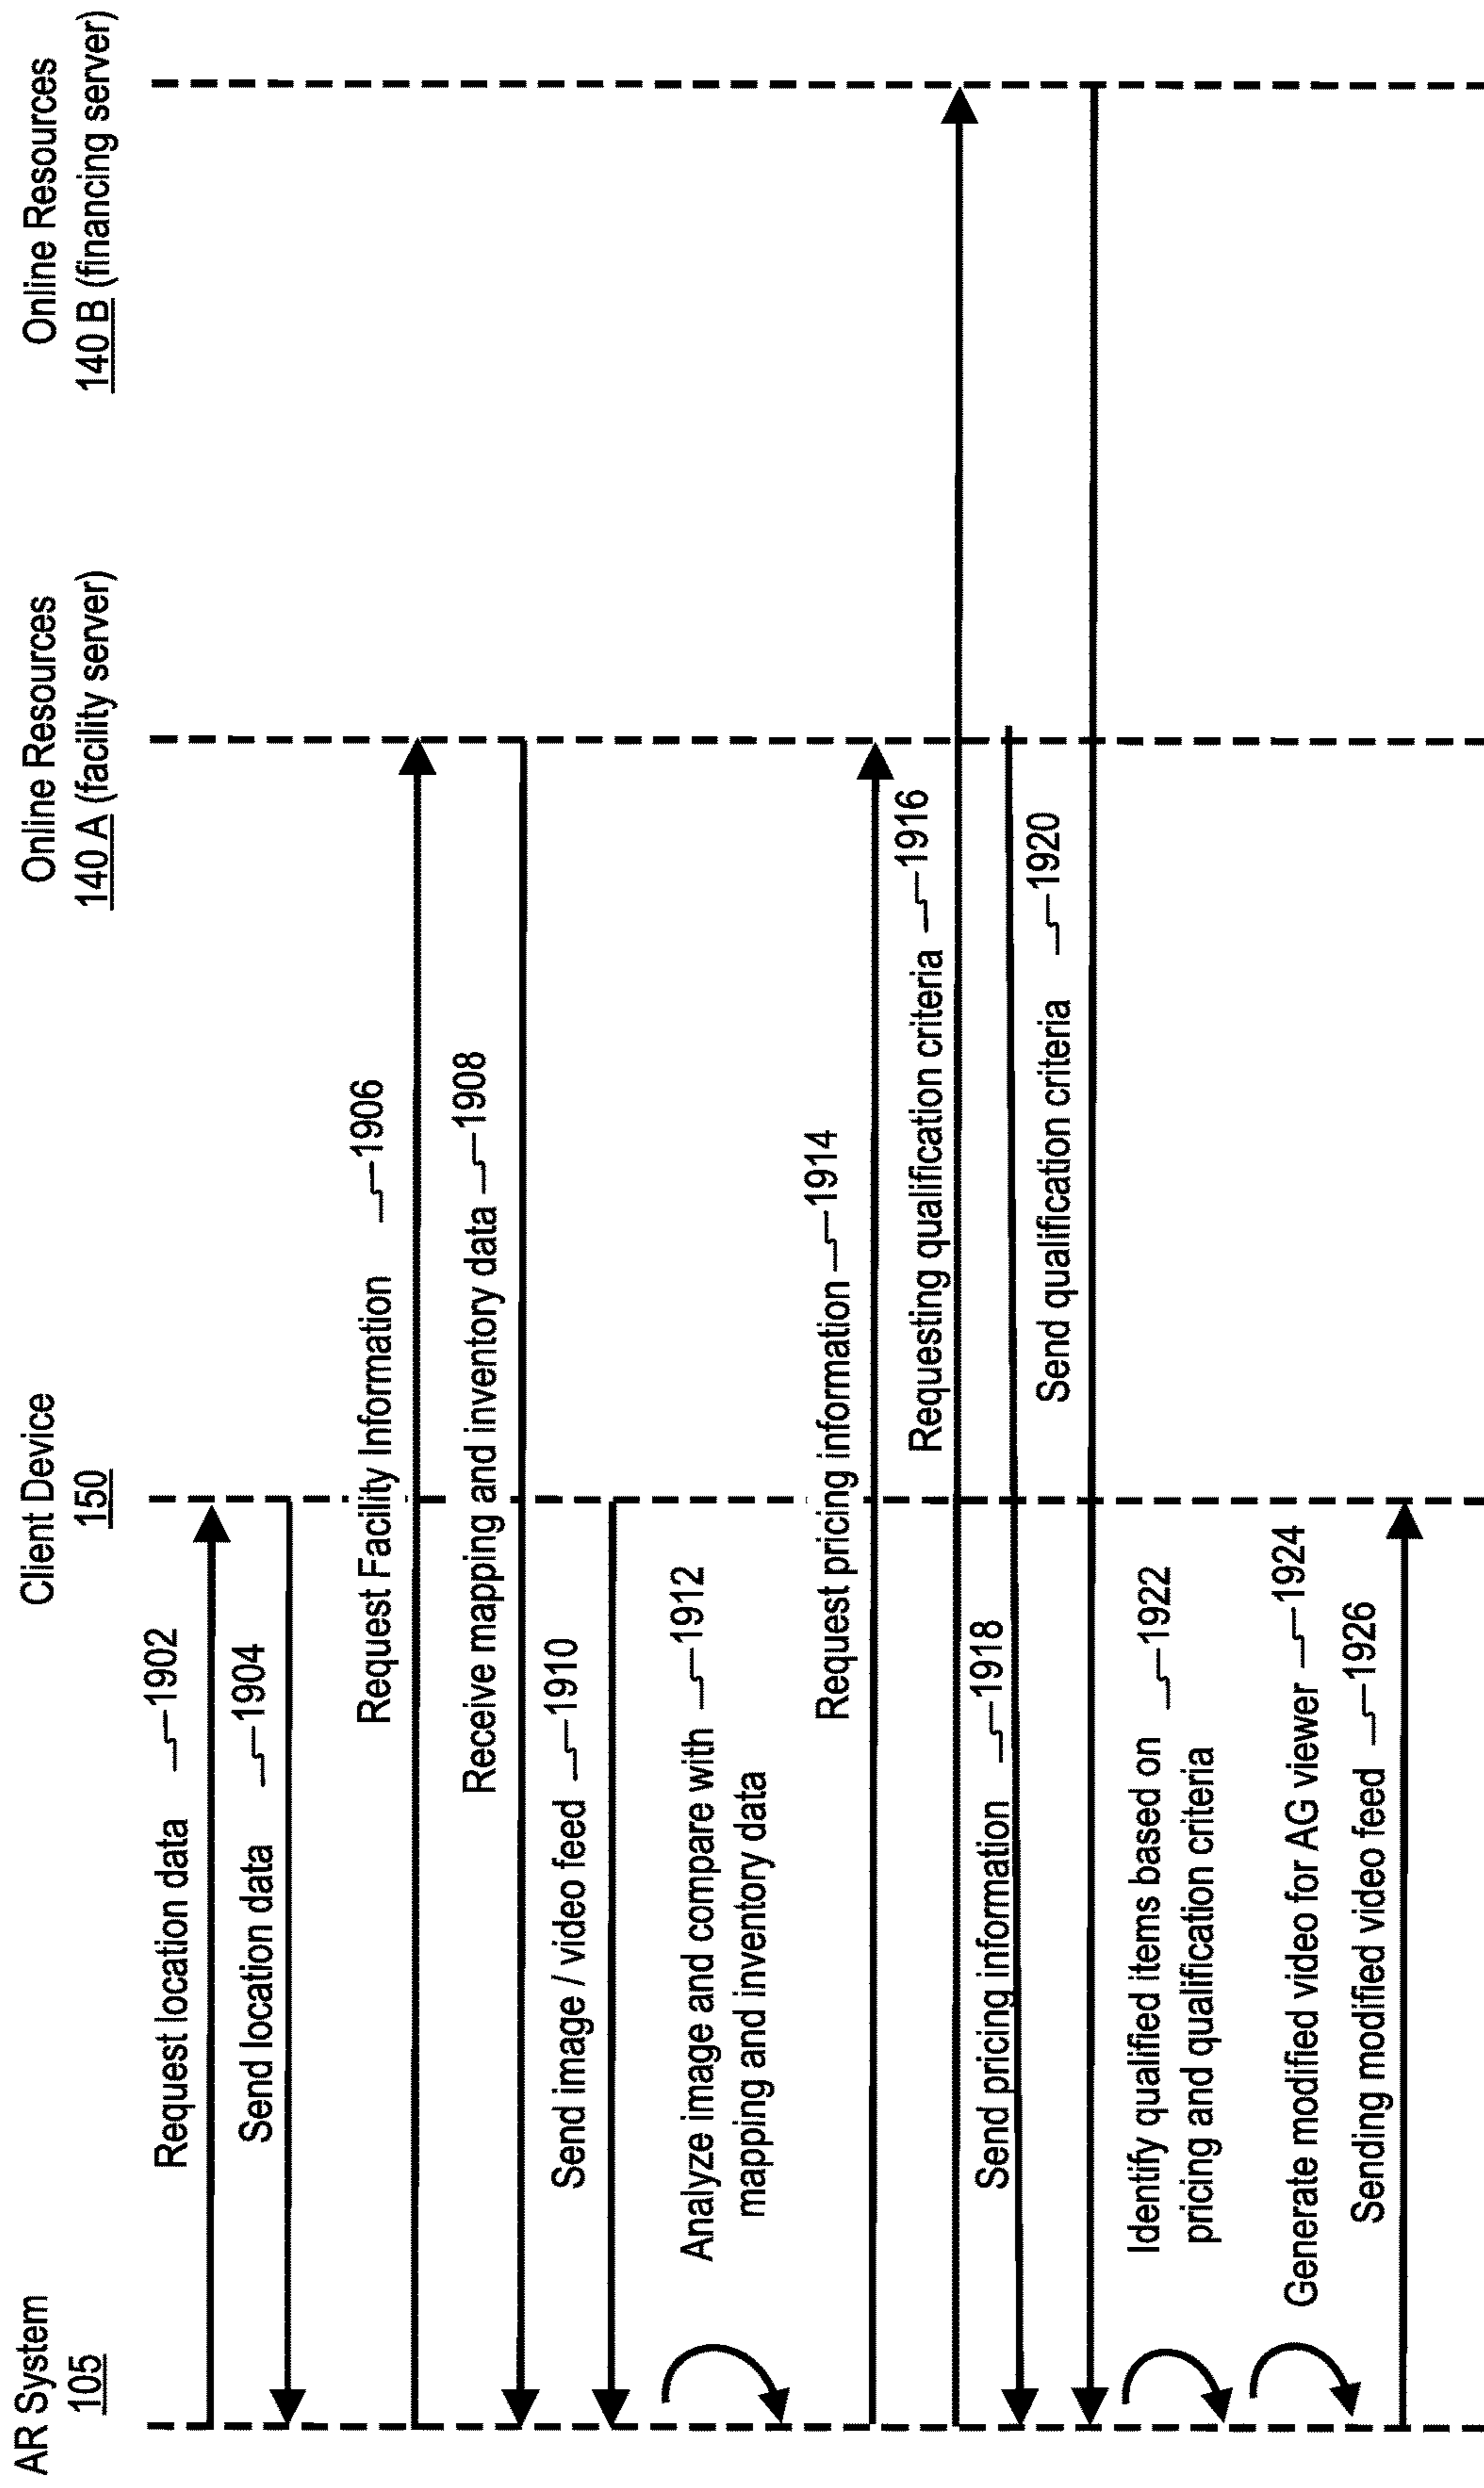 AR System
105
Client Device
150
Online Resources
140 A (facility server)
Online Resources
140 B (financing server)
Request location data 1902
Send location data 1904
Request Facility Information 1906
Receive mapping and inventory data 1908
Send image / video feed 1910
Analyze image and compare with 1912
mapping and inventory data
Request pricing information 1914
Requesting qualification criteria 1916
Send pricing information 1918
Send qualification criteria 1920
Identify qualified items based on 1922
pricing and qualification criteria
Generate modified video for AG viewer 1924
Sending modified video feed 1926